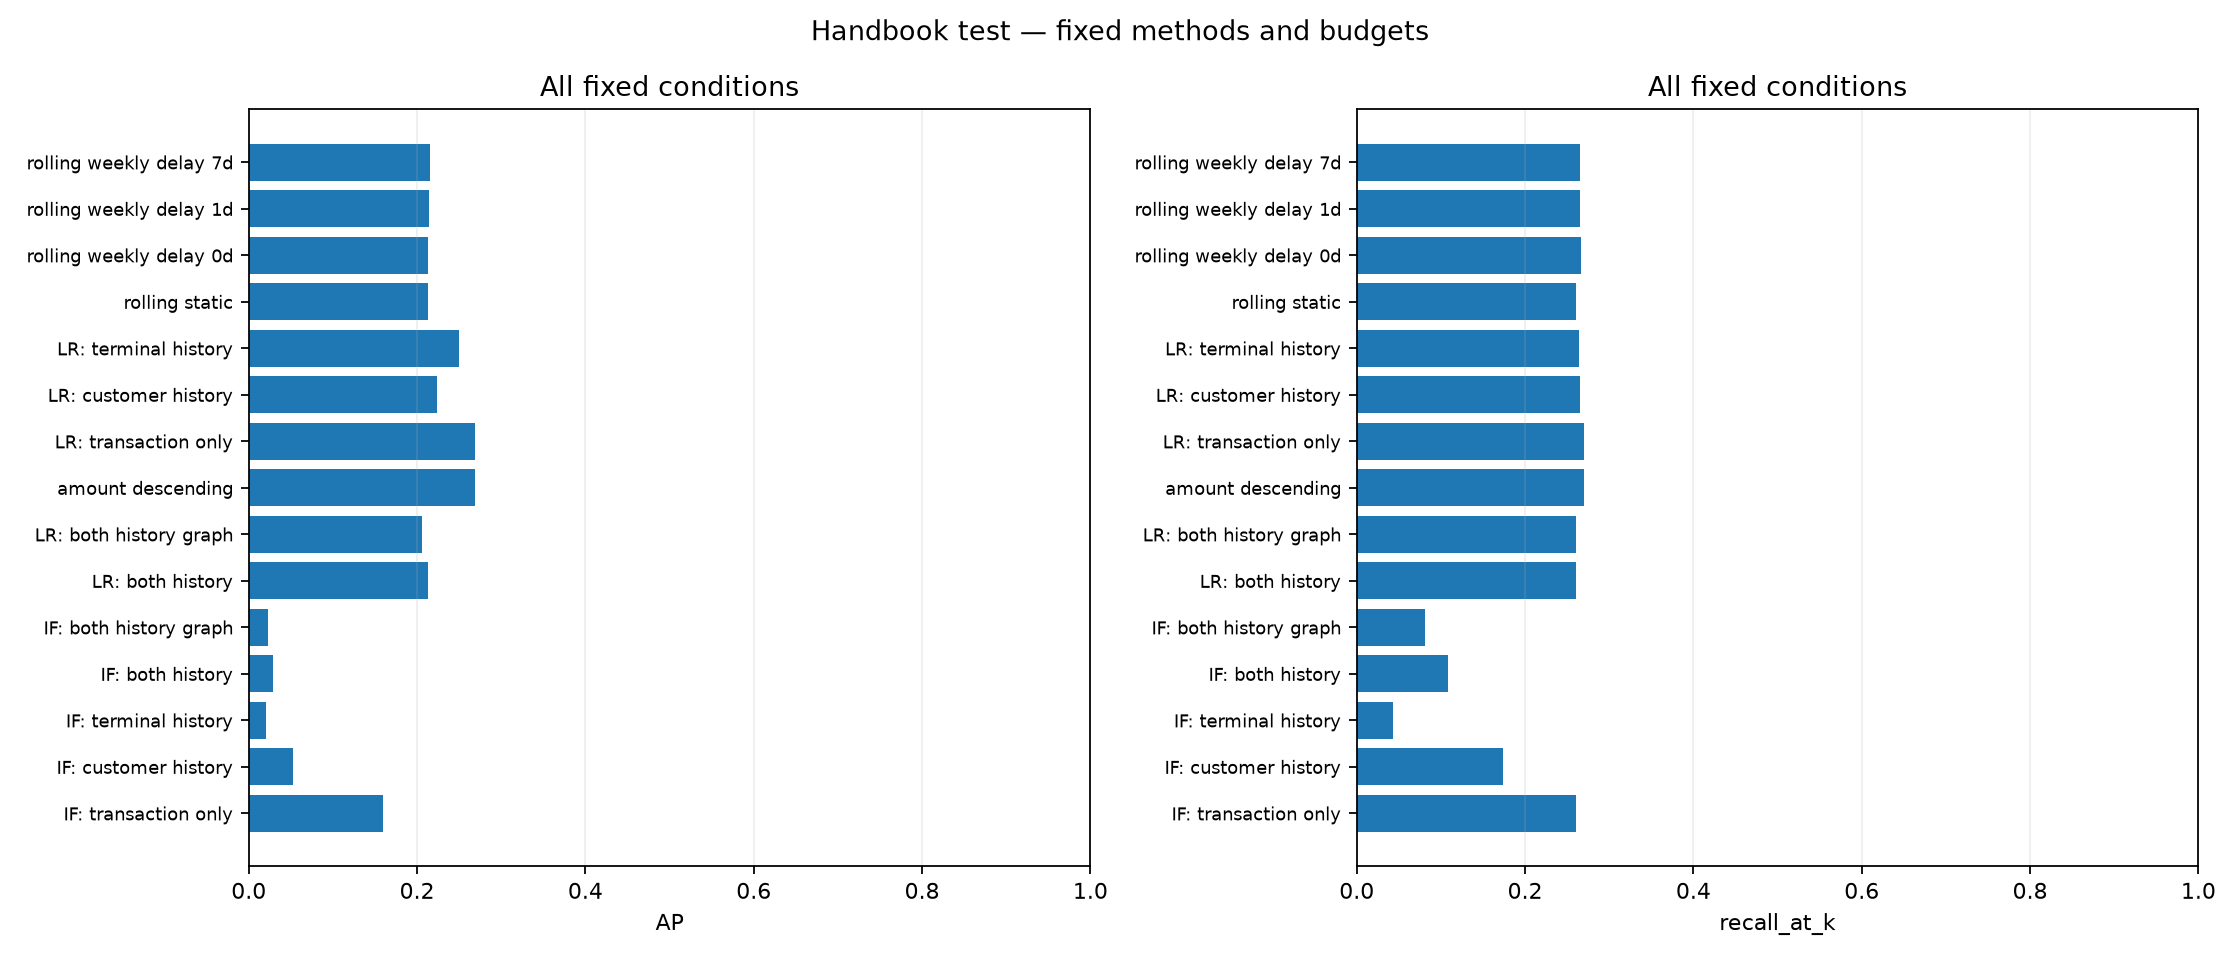 Handbook test — fixed methods and budgets
All fixed conditions
rolling weekly delay 7d
rolling weekly delay 1d
rolling weekly delay 0d
rolling static
LR: terminal history
LR: customer history
LR: transaction only
amount descending
LR: both history graph
LR: both history
IF: both history graph
IF: both history
IF: terminal history
IF: customer history
IF: transaction only
0.0 0.2 0.4 0.6 0.8 1.0
AP
All fixed conditions
rolling weekly delay 7d
rolling weekly delay 1d
rolling weekly delay 0d
rolling static
LR: terminal history
LR: customer history
LR: transaction only
amount descending
LR: both history graph
LR: both history
IF: both history graph
IF: both history
IF: terminal history
IF: customer history
IF: transaction only
0.0 0.2 0.4 0.6 0.8 1.0
recall_at_k